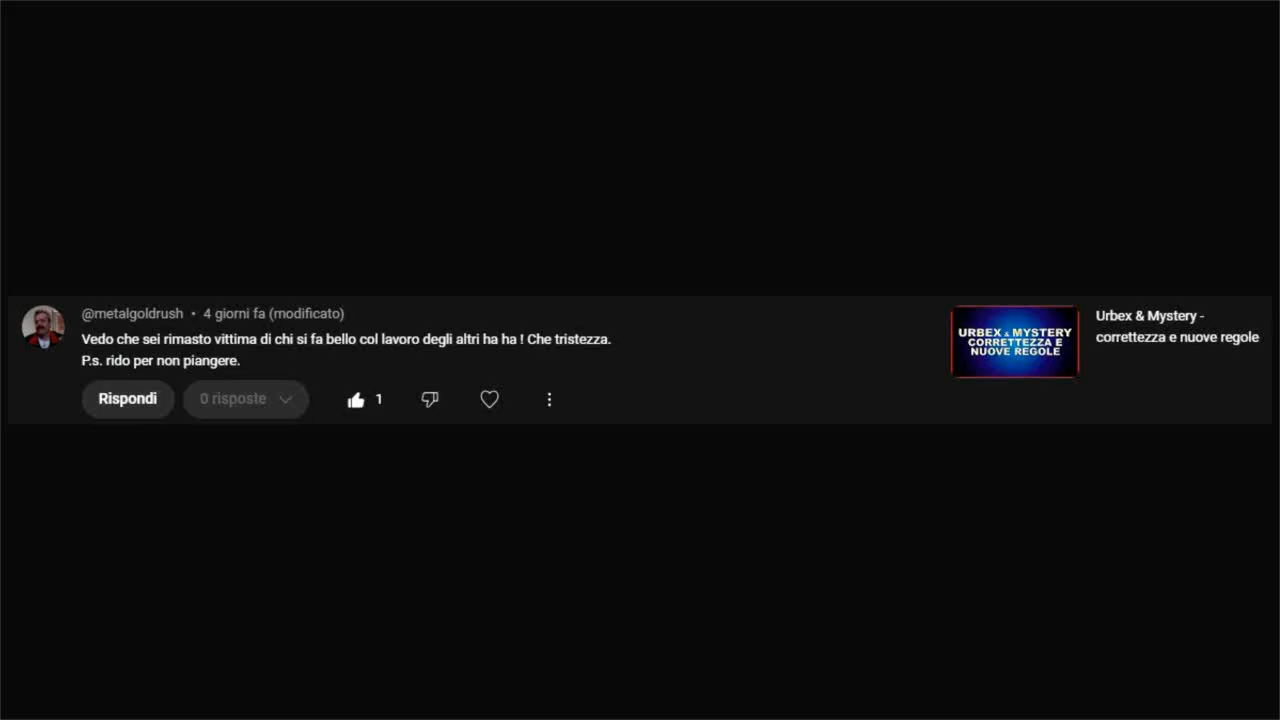 @metalgoldrush • 4 giorni fa (modificato)
Vedo che sei rimasto vittima di chi si fa bello col lavoro degli altri ha ha ! Che tristezza.
P.s. rido per non piangere.
Rispondi
0 risposte
1
URBEX & MYSTERY
CORRETTEZZA E
NUOVE REGOLE
Urbex & Mystery -
correttezza e nuove regole